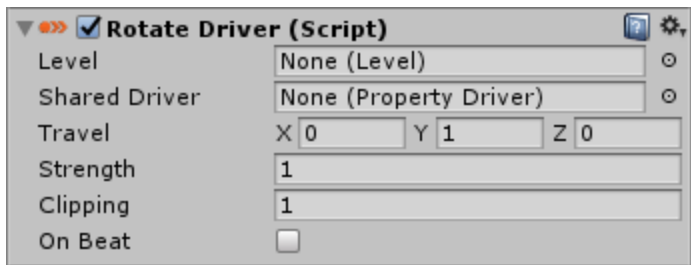 Rotate Driver (Script)
Level None (Level)
Shared Driver None (Property Driver)
Travel X 0 Y 1 Z 0
Strength 1
Clipping 1
On Beat